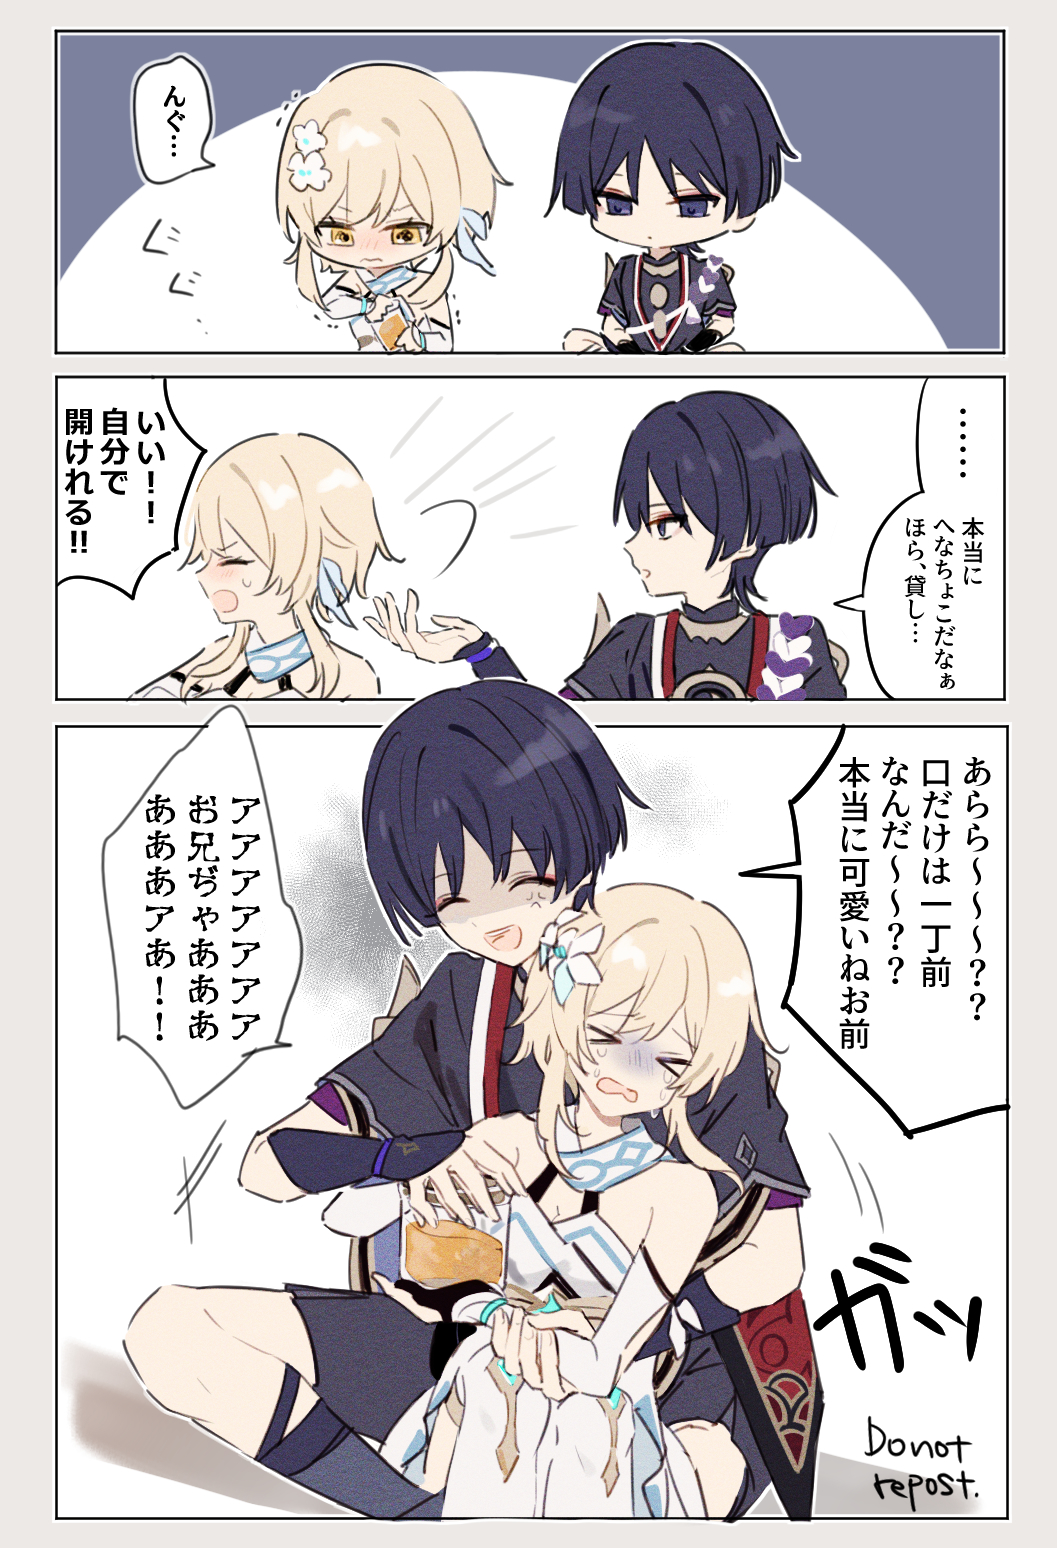 んぐ…
……
本当に
へなちょこだなぁ
ほら、貸し…
いい！！
自分で
開けれる!!
あらら～～～～？？
口だけは一丁前
なんだ～～？？
本当に可愛いねお前
アアアアアアア
お兄ぢゃあああ
あああアあ！！
ガッ
Do not
repost.